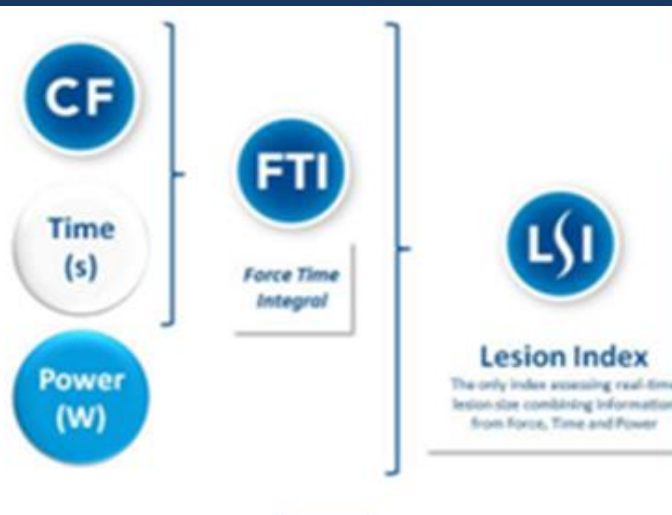 CF
Time
(s)
Power
(W)
FTI
Force Time
Integral
LSI
Lesion Index
The only index assessing real-time
lesion size combining information
from Force, Time and Power